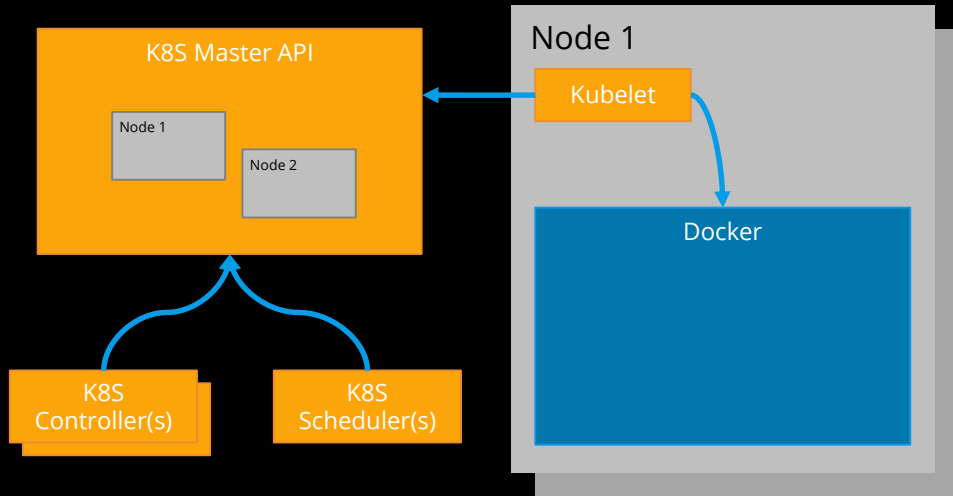 K8S Master API
Node 1
Node 2
K8S
Controller(s)
K8S
Scheduler(s)
Node 1
Kubelet
Docker